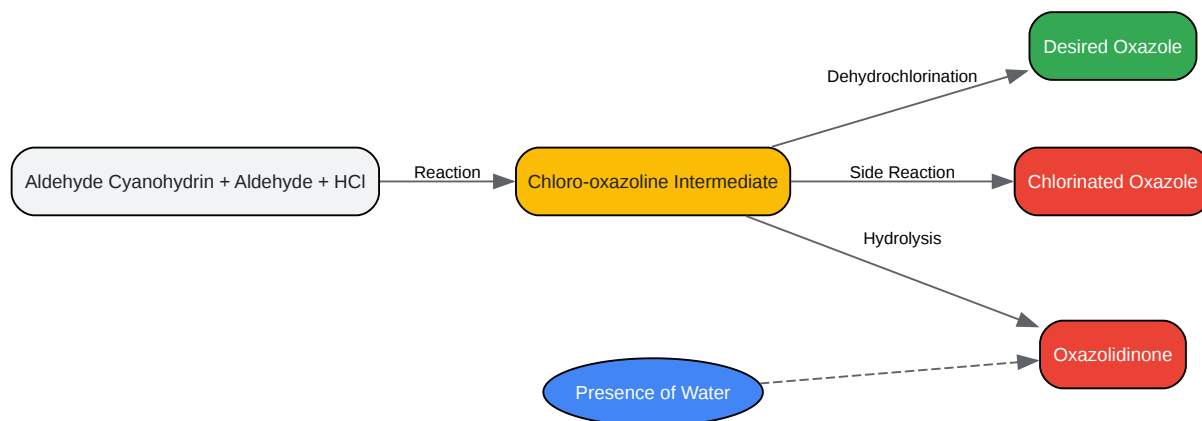 Desired Oxazole
Dehydrochlorination
Aldehyde Cyanohydrin + Aldehyde + HCl
Reaction
Chloro-oxazoline Intermediate
Side Reaction
Chlorinated Oxazole
Hydrolysis
Oxazolidinone
Presence of Water